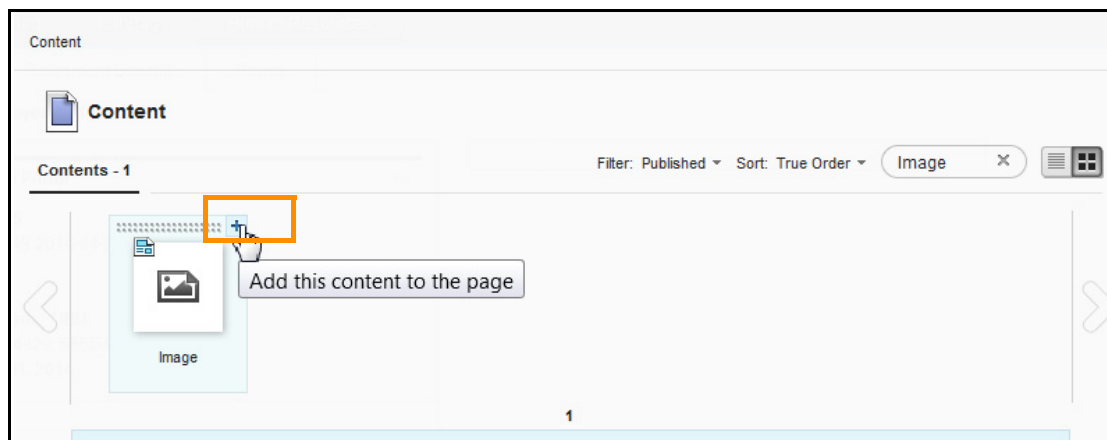 Content
Content
Contents - 1
Filter: Published Sort: True Order Image
Add this content to the page
Image
1